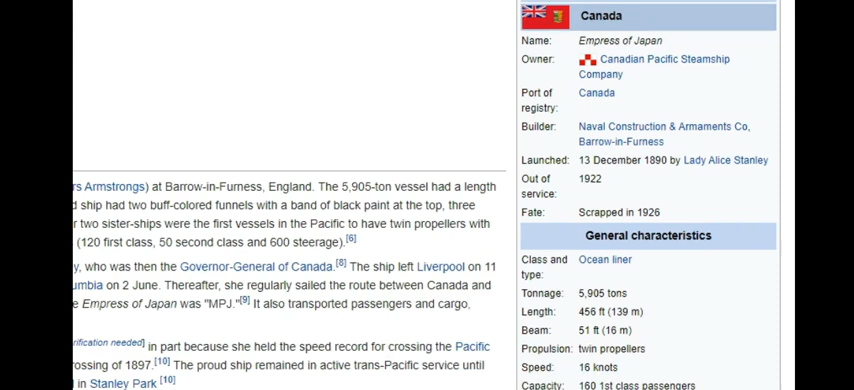 rs Armstrongs) at Barrow-in-Furness, England. The 5,905-ton vessel had a length
d ship had two buff-colored funnels with a band of black paint at the top, three
r two sister-ships were the first vessels in the Pacific to have twin propellers with
(120 first class, 50 second class and 600 steerage).[6]
y, who was then the Governor-General of Canada.[8] The ship left Liverpool on 11
umbia on 2 June. Thereafter, she regularly sailed the route between Canada and
e Empress of Japan was "MPJ."[9] It also transported passengers and cargo,
rification needed] in part because she held the speed record for crossing the Pacific
rossing of 1897.[10] The proud ship remained in active trans-Pacific service until
d in Stanley Park [10]
Canada
Name: Empress of Japan
Owner: Canadian Pacific Steamship
Company
Port of Canada
registry:
Builder: Naval Construction & Armaments Co,
Barrow-in-Furness
Launched: 13 December 1890 by Lady Alice Stanley
Out of 1922
service:
Fate: Scrapped in 1926
General characteristics
Class and Ocean liner
type:
Tonnage: 5,905 tons
Length: 456 ft (139 m)
Beam: 51 ft (16 m)
Propulsion: twin propellers
Speed: 16 knots
Capacity: 160 1st class passengers